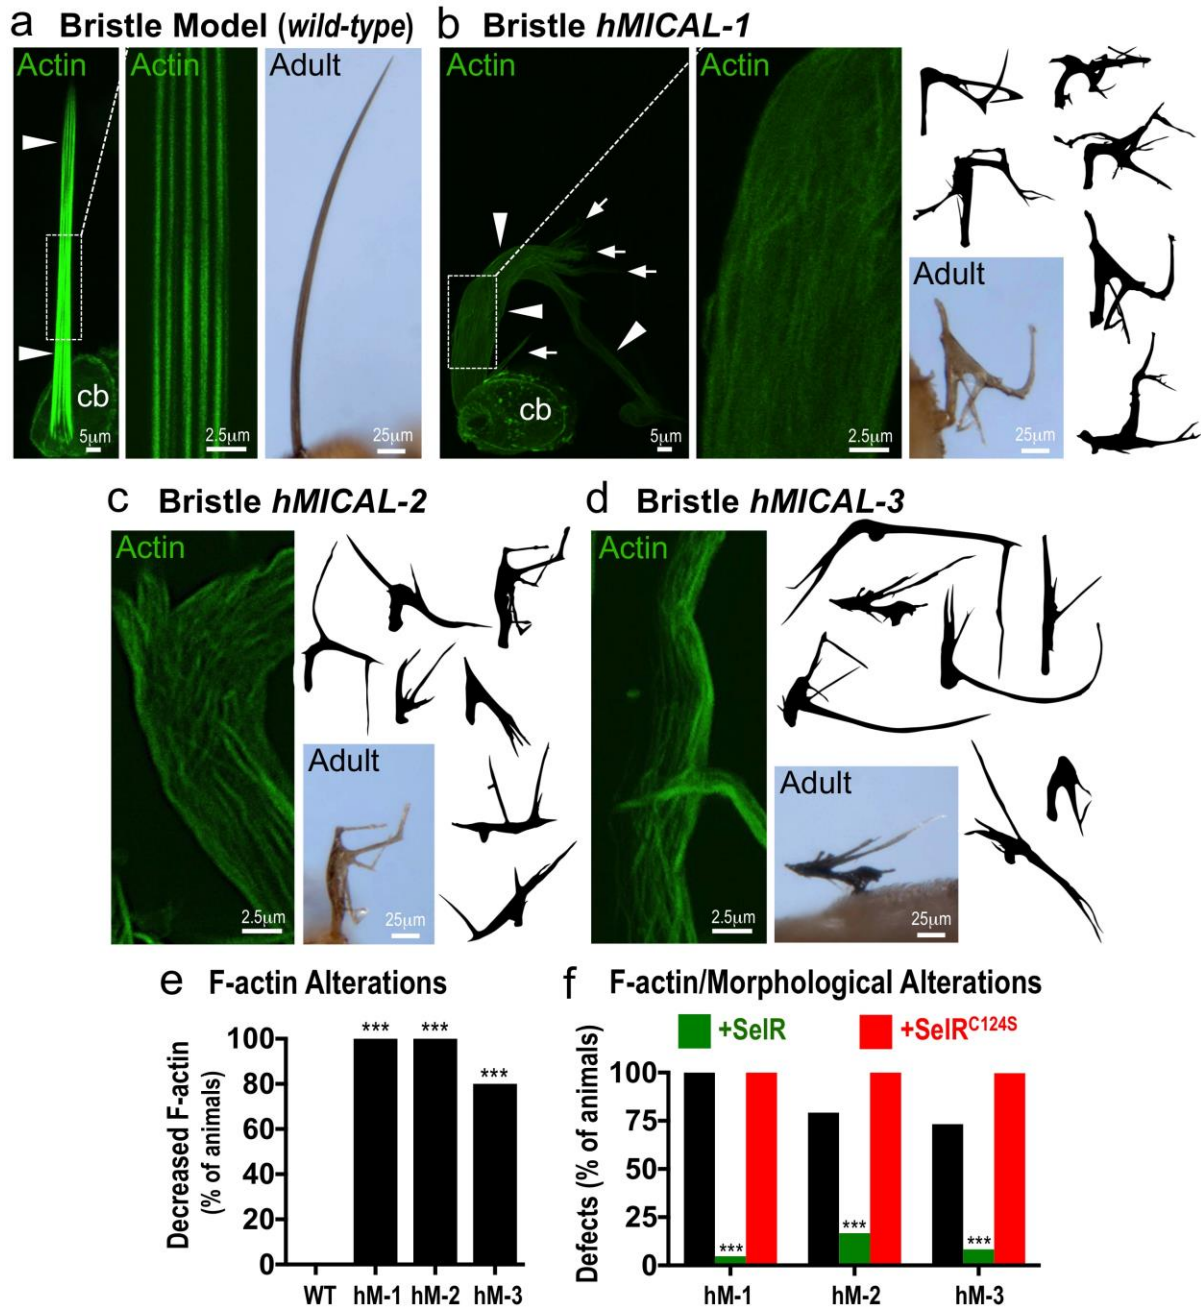 a Bristle Model (wild-type)
Actin
cb
5μm
Actin
2.5μm
Adult
25μm
b Bristle hMICAL-1
Actin
cb
5μm
Actin
2.5μm
Adult
25μm
c Bristle hMICAL-2
Actin
2.5μm
Adult
25μm
d Bristle hMICAL-3
Actin
2.5μm
Adult
25μm
e F-actin Alterations
Decreased F-actin
(% of animals)
100
80
60
40
20
0
***
***
***
WT hM-1 hM-2 hM-3
f F-actin/Morphological Alterations
+SelR +SelR^C124S
Defects (% of animals)
100
75
50
25
0
***
***
***
hM-1 hM-2 hM-3